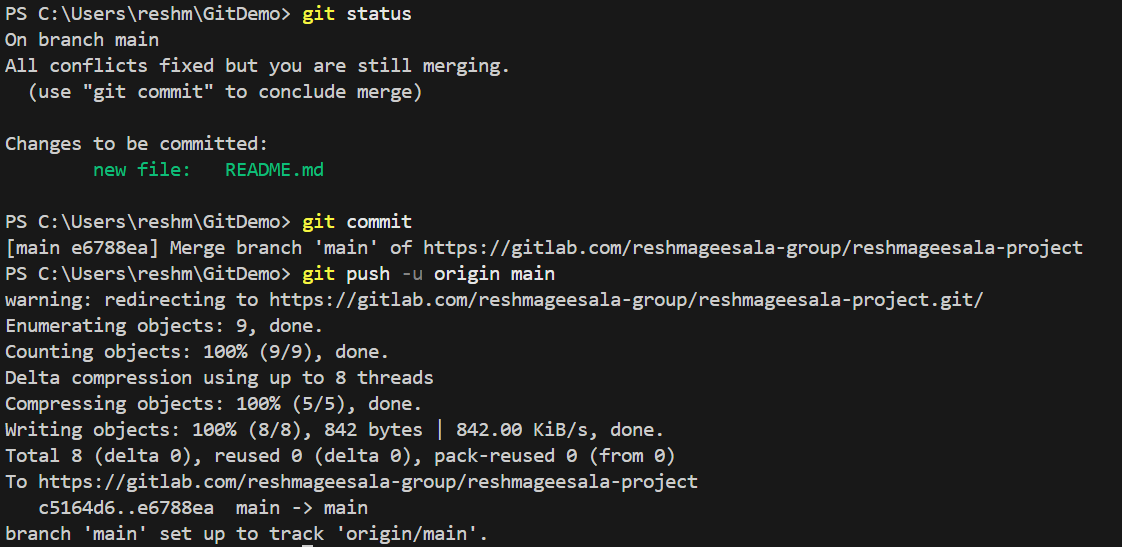 PS C:\Users\reshm\GitDemo> git status
On branch main
All conflicts fixed but you are still merging.
  (use "git commit" to conclude merge)

Changes to be committed:
        new file:   README.md

PS C:\Users\reshm\GitDemo> git commit
[main e6788ea] Merge branch 'main' of https://gitlab.com/reshmageesala-group/reshmageesala-project
PS C:\Users\reshm\GitDemo> git push -u origin main
warning: redirecting to https://gitlab.com/reshmageesala-group/reshmageesala-project.git/
Enumerating objects: 9, done.
Counting objects: 100% (9/9), done.
Delta compression using up to 8 threads
Compressing objects: 100% (5/5), done.
Writing objects: 100% (8/8), 842 bytes | 842.00 KiB/s, done.
Total 8 (delta 0), reused 0 (delta 0), pack-reused 0 (from 0)
To https://gitlab.com/reshmageesala-group/reshmageesala-project
   c5164d6..e6788ea  main -> main
branch 'main' set up to track 'origin/main'.